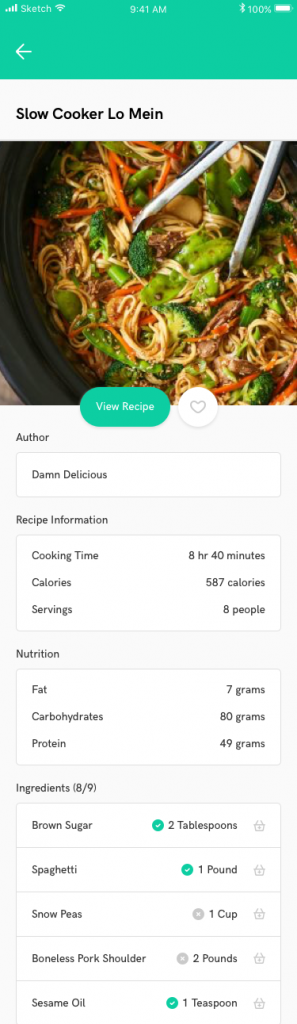 Sketch 9:41 AM 100%
Slow Cooker Lo Mein
View Recipe
Author
Damn Delicious
Recipe Information
Cooking Time 8 hr 40 minutes
Calories 587 calories
Servings 8 people
Nutrition
Fat 7 grams
Carbohydrates 80 grams
Protein 49 grams
Ingredients (8/9)
Brown Sugar 2 Tablespoons
Spaghetti 1 Pound
Snow Peas 1 Cup
Boneless Pork Shoulder 2 Pounds
Sesame Oil 1 Teaspoon